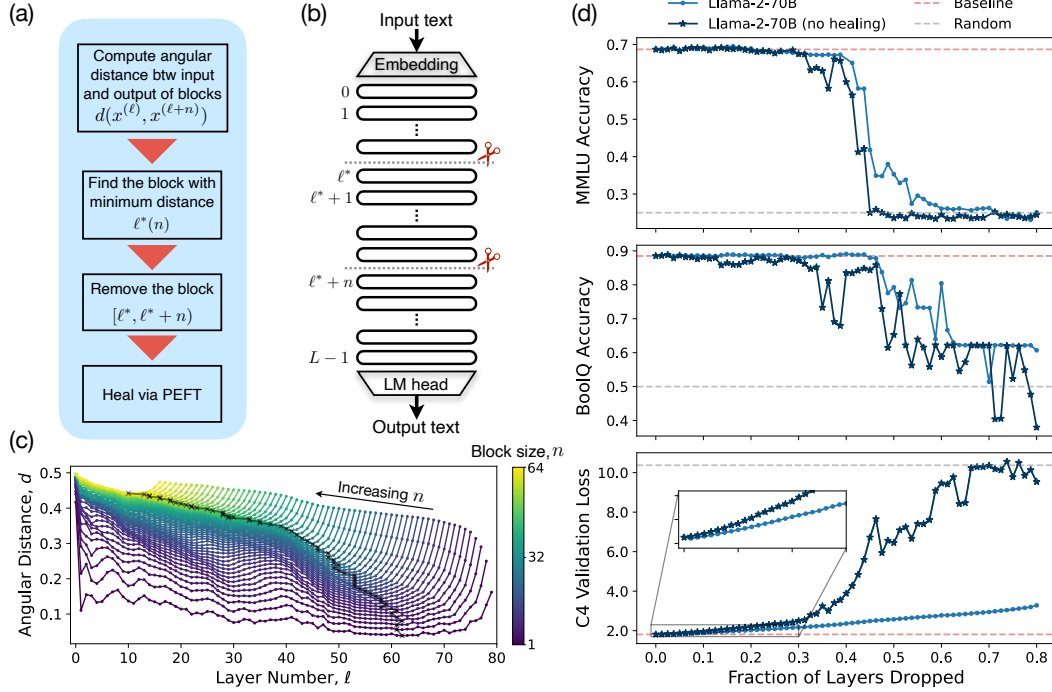 (a)
Compute angular
distance btw input
and output of blocks
d(x^(ℓ), x^(ℓ+n))
Find the block with
minimum distance
ℓ*(n)
Remove the block
[ℓ*, ℓ* + n)
Heal via PEFT
(b)
Input text
Embedding
0
1
ℓ*
ℓ* + 1
ℓ* + n
L − 1
LM head
Output text
(c)
Block size, n
64
32
1
Increasing n
Angular Distance, d
0.5
0.4
0.3
0.2
0.1
0 10 20 30 40 50 60 70 80
Layer Number, ℓ
(d)
Llama-2-70B
Llama-2-70B (no healing)
Baseline
Random
MMLU Accuracy
0.7
0.6
0.5
0.4
0.3
BoolQ Accuracy
0.9
0.8
0.7
0.6
0.5
0.4
C4 Validation Loss
10.0
8.0
6.0
4.0
2.0
0.0 0.1 0.2 0.3 0.4 0.5 0.6 0.7 0.8
Fraction of Layers Dropped